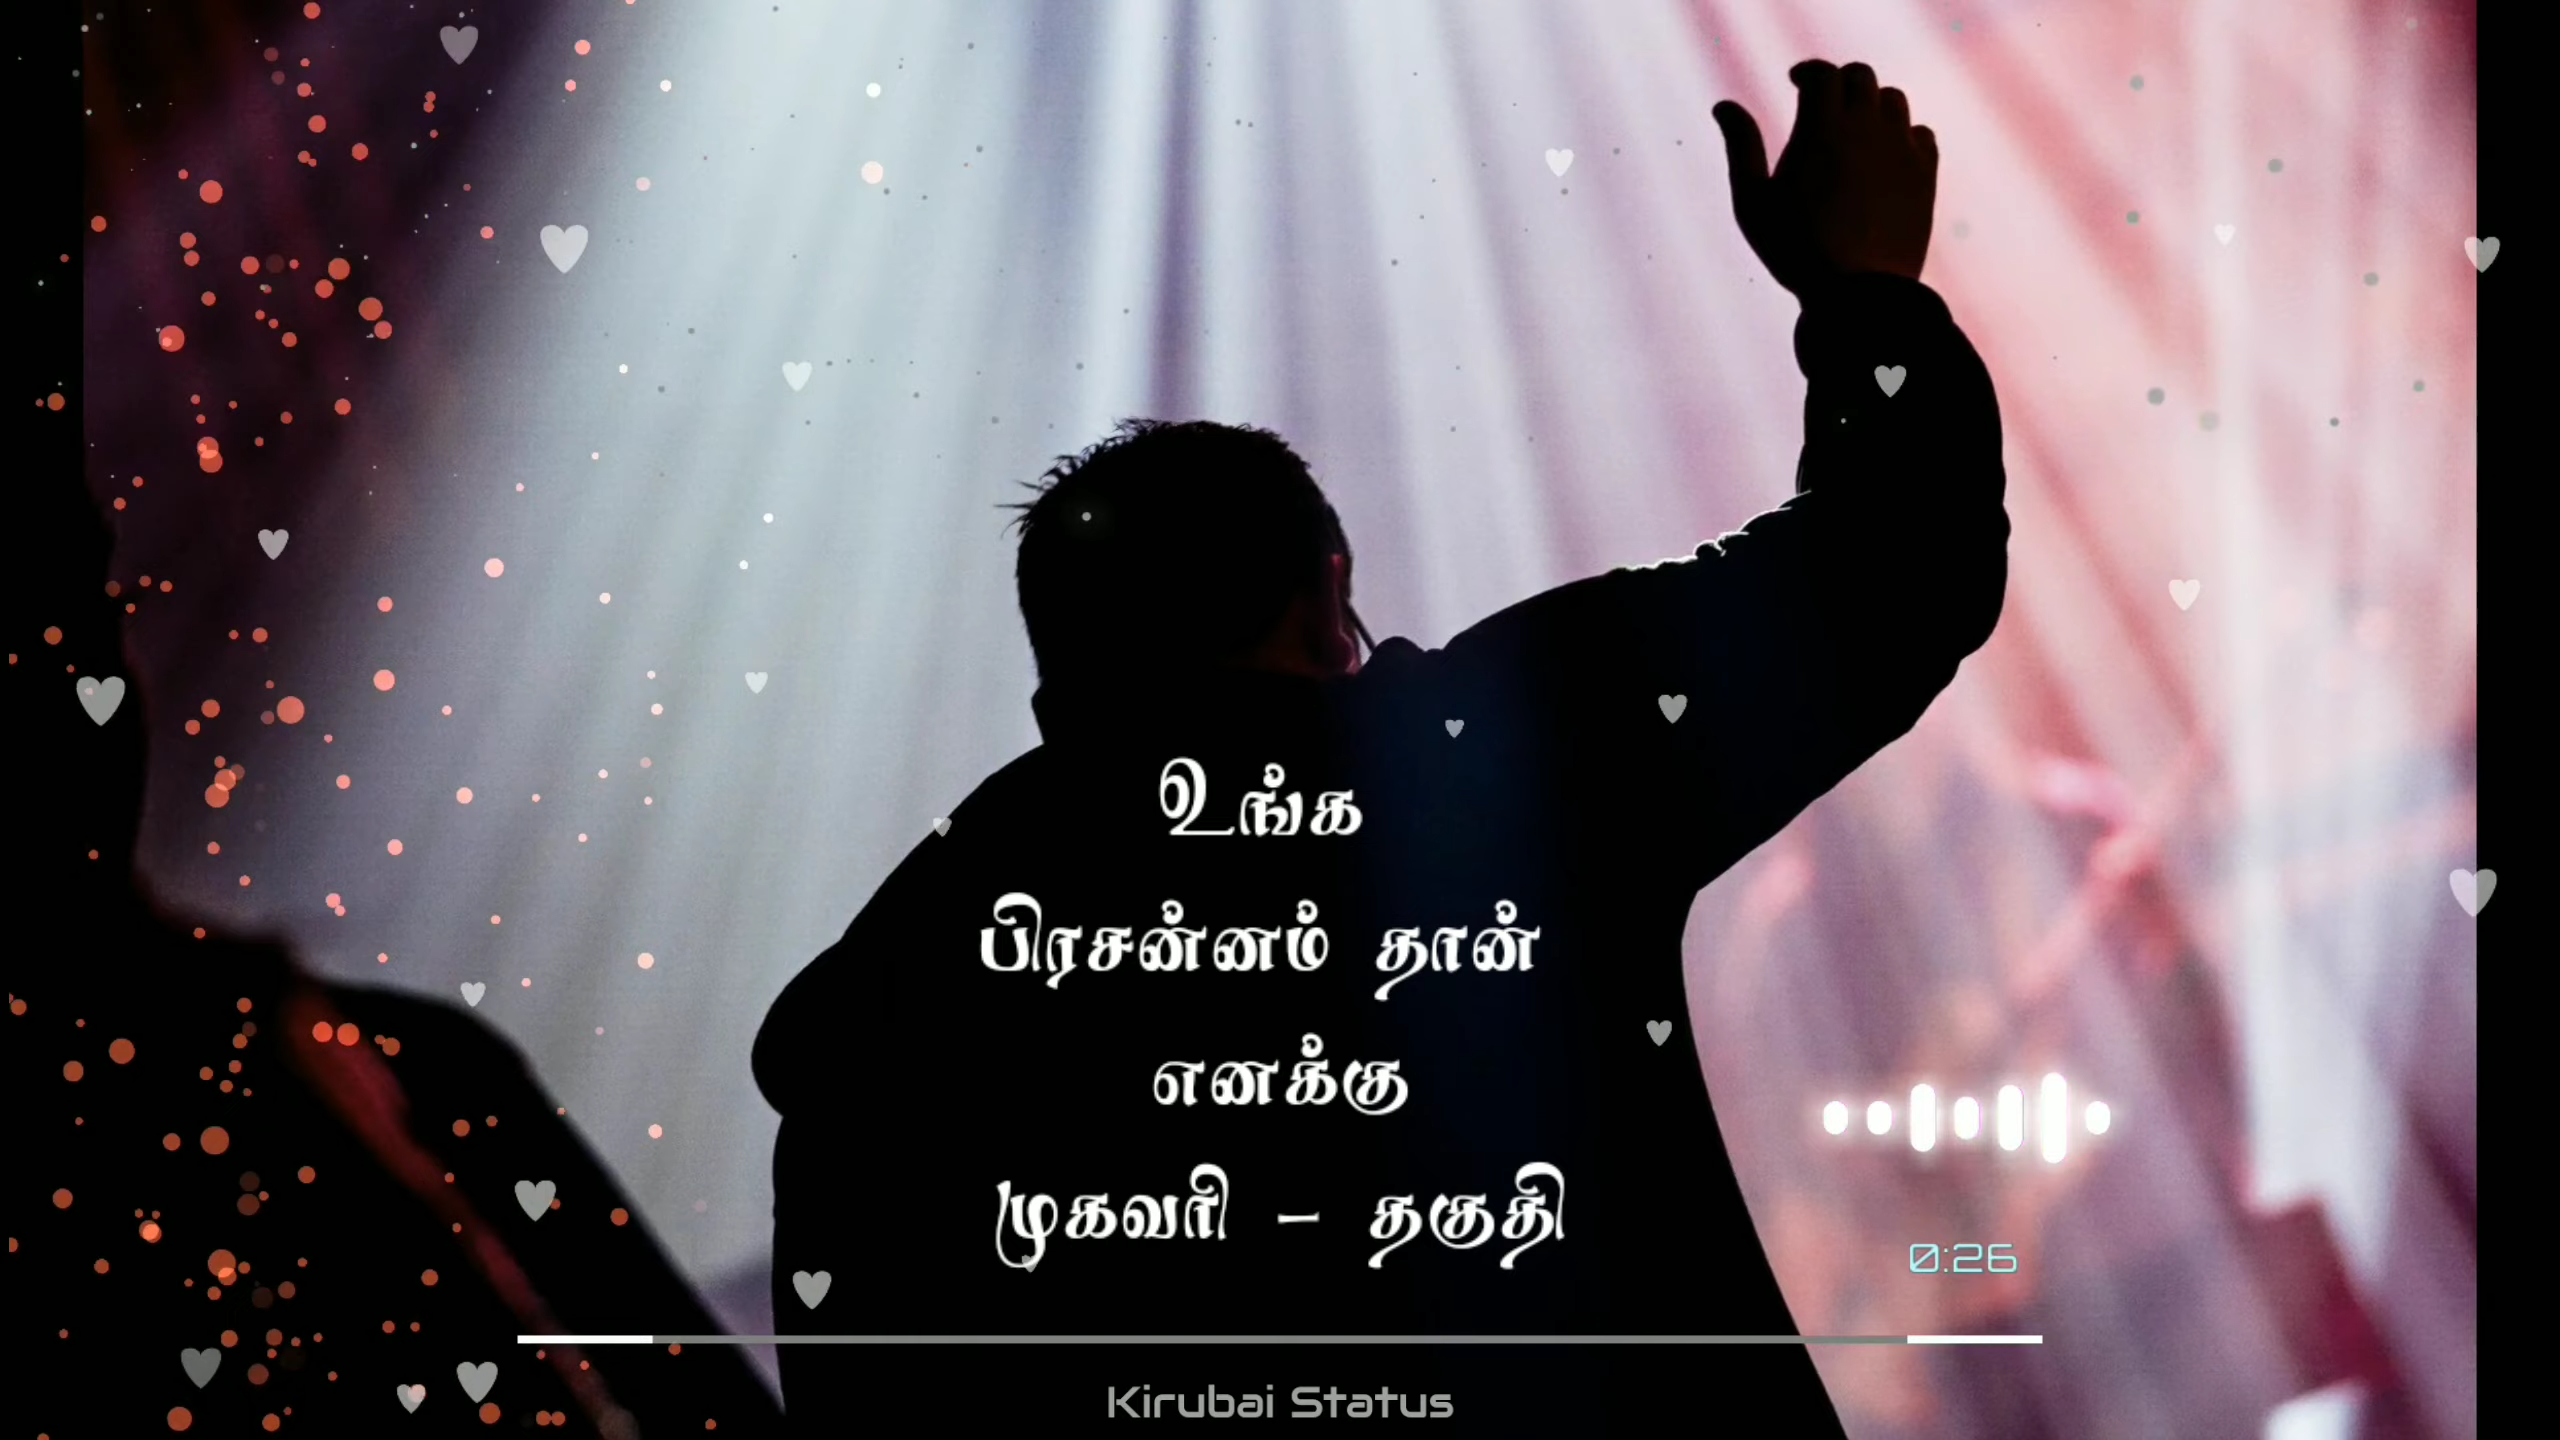 உங்க
பிரசன்னம் தான்
எனக்கு
முகவரி - தகுதி
0:26
Kirubai Status